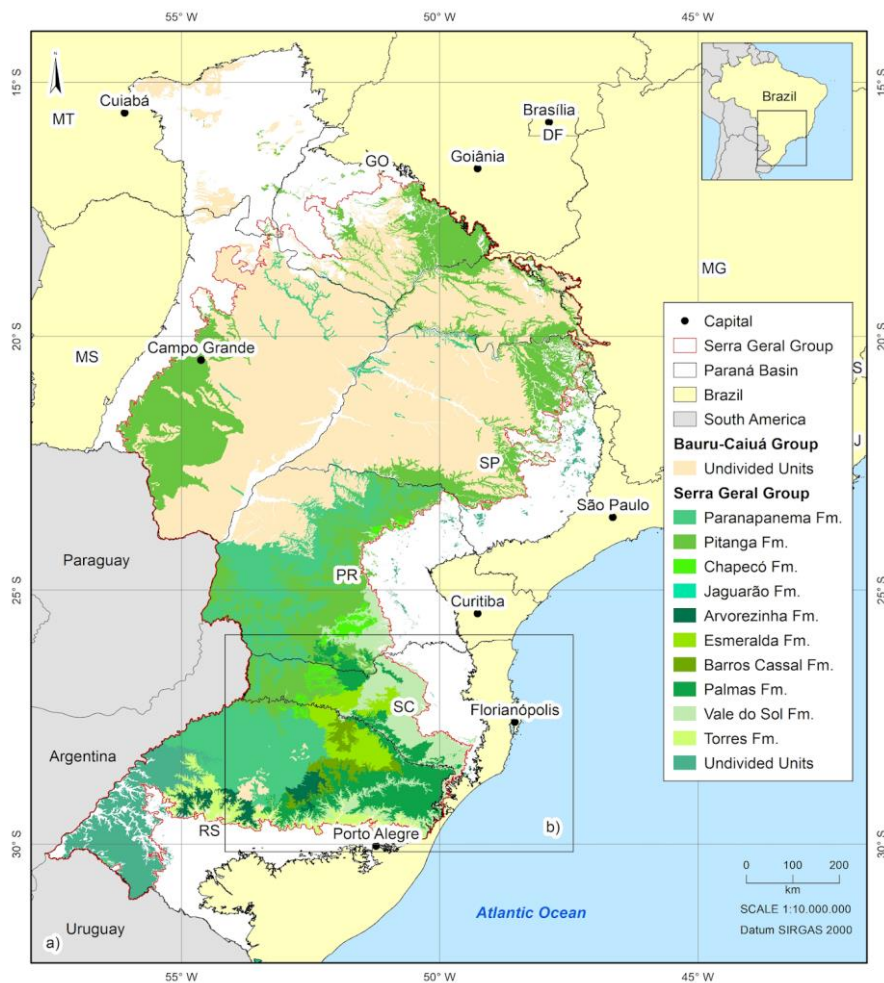 55° W
50° W
45° W
N
15°S
15°S
Cuiabá
MT
Brasília
DF
Goiânia
GO
Brazil
MG
20°S
20°S
MS
Campo Grande
S
J
SP
São Paulo
Paraguay
PR
25°S
25°S
Curitiba
SC
Florianópolis
Argentina
RS
Porto Alegre
b)
30°S
30°S
Uruguay
Atlantic Ocean
a)
Capital
Serra Geral Group
Paraná Basin
Brazil
South America
Bauru-Caiuá Group
Undivided Units
Serra Geral Group
Paranapanema Fm.
Pitanga Fm.
Chapecó Fm.
Jaguarão Fm.
Arvorezinha Fm.
Esmeralda Fm.
Barros Cassal Fm.
Palmas Fm.
Vale do Sol Fm.
Torres Fm.
Undivided Units
0 100 200
km
SCALE 1:10.000.000
Datum SIRGAS 2000
55° W
50° W
45° W